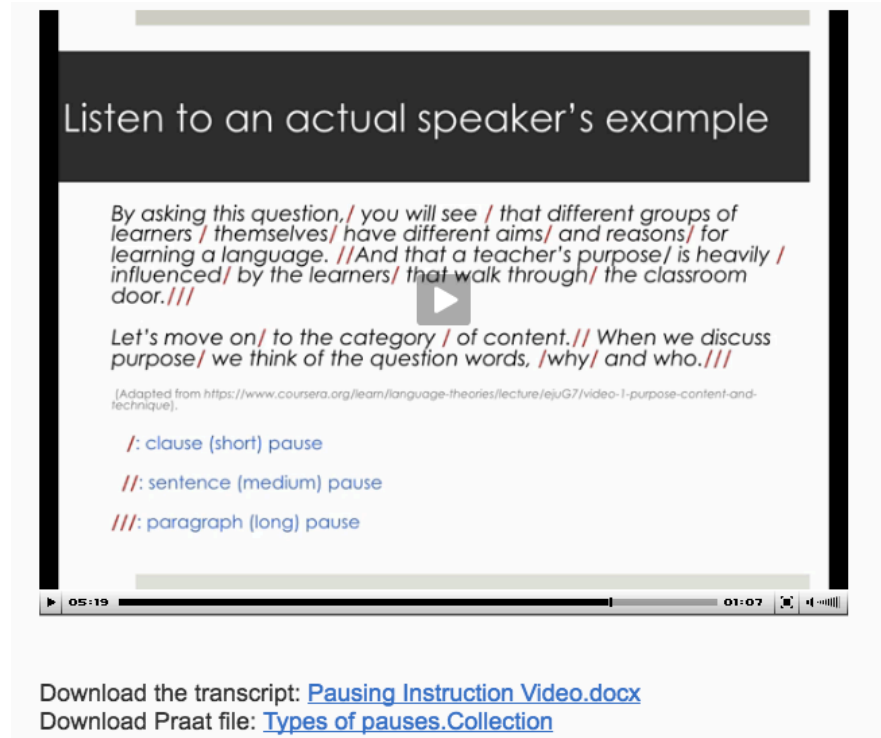 Listen to an actual speaker's example
By asking this question,/ you will see / that different groups of
learners / themselves/ have different aims/ and reasons/ for
learning a language. //And that a teacher's purpose/ is heavily /
influenced/ by the learners/ that walk through/ the classroom
door.///
Let's move on/ to the category / of content.// When we discuss
purpose/ we think of the question words, /why/ and who.///
(Adapted from https://www.coursera.org/learn/language-theories/lecture/ejuG7/video-1-purpose-content-and-
technique).
/: clause (short) pause
//: sentence (medium) pause
///: paragraph (long) pause
05:19 01:07
Download the transcript: Pausing Instruction Video.docx
Download Praat file: Types of pauses.Collection